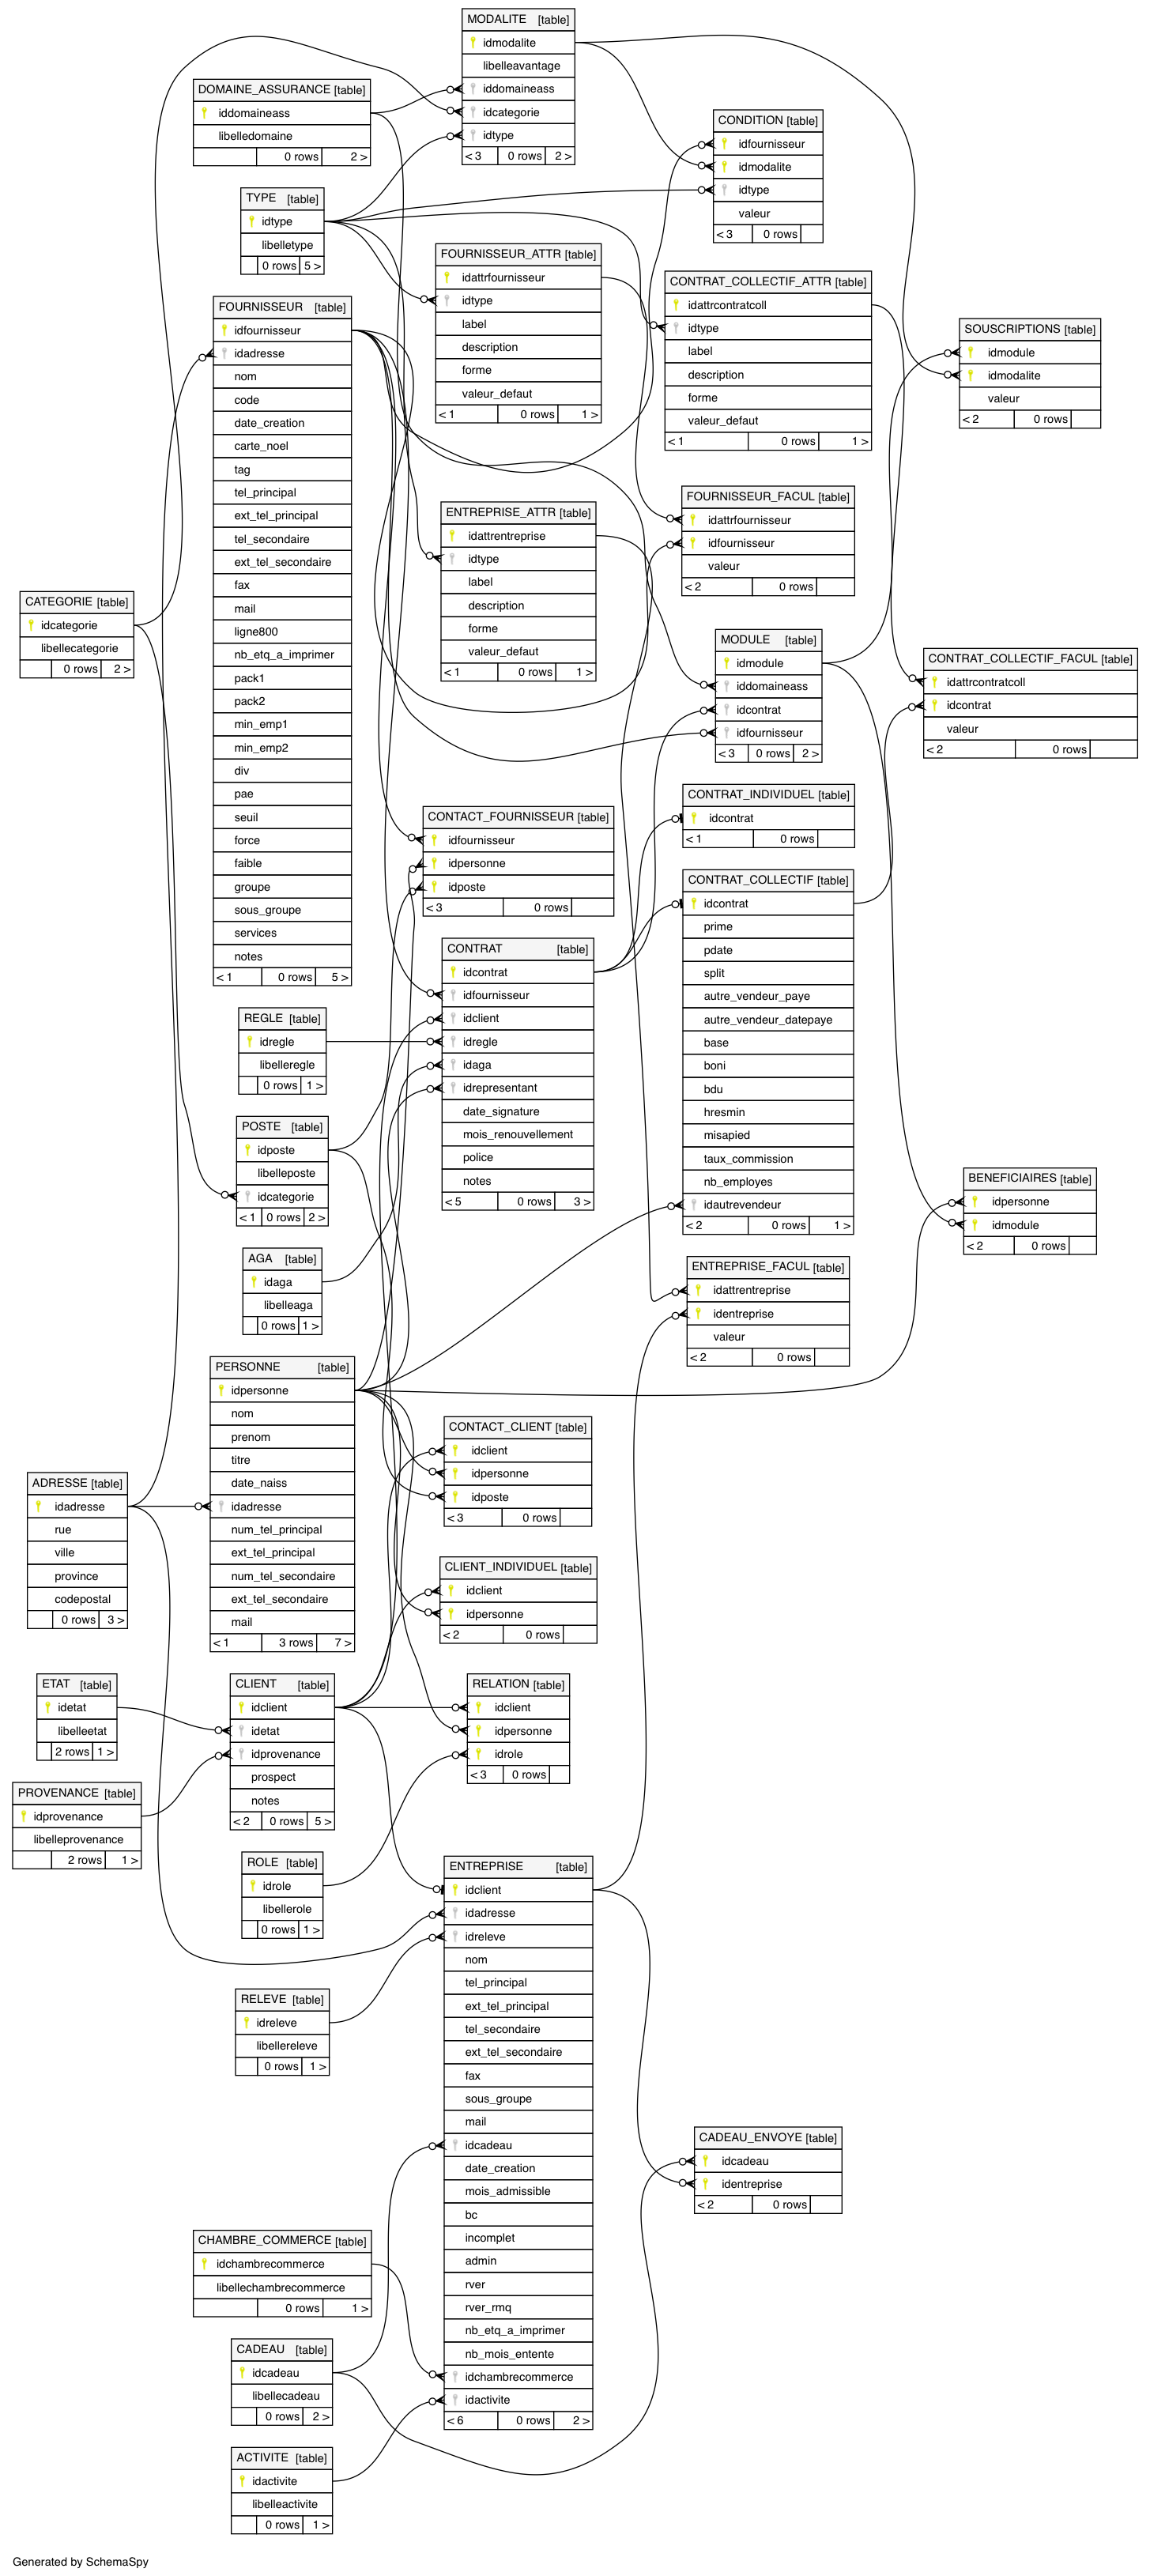 MODALITE [table]
idmodalite
libelleavantage
iddomaineass
idcategorie
idtype
< 3 0 rows 2 >
DOMAINE_ASSURANCE [table]
iddomaineass
libelledomaine
0 rows 2 >
CONDITION [table]
idfournisseur
idmodalite
idtype
valeur
< 3 0 rows
TYPE [table]
idtype
libelletype
0 rows 5 >
FOURNISSEUR_ATTR [table]
idattrfournisseur
idtype
label
description
forme
valeur_defaut
< 1 0 rows 1 >
CONTRAT_COLLECTIF_ATTR [table]
idattrcontratcoll
idtype
label
description
forme
valeur_defaut
< 1 0 rows 1 >
SOUSCRIPTIONS [table]
idmodule
idmodalite
valeur
< 2 0 rows
FOURNISSEUR [table]
idfournisseur
idadresse
nom
code
date_creation
carte_noel
tag
tel_principal
ext_tel_principal
tel_secondaire
ext_tel_secondaire
fax
mail
ligne800
nb_etq_a_imprimer
pack1
pack2
min_emp1
min_emp2
div
pae
seuil
force
faible
groupe
sous_groupe
services
notes
< 1 0 rows 5 >
FOURNISSEUR_FACUL [table]
idattrfournisseur
idfournisseur
valeur
< 2 0 rows
ENTREPRISE_ATTR [table]
idattrentreprise
idtype
label
description
forme
valeur_defaut
< 1 0 rows 1 >
CATEGORIE [table]
idcategorie
libellecategorie
0 rows 2 >
MODULE [table]
idmodule
iddomaineass
idcontrat
idfournisseur
< 3 0 rows 2 >
CONTRAT_COLLECTIF_FACUL [table]
idattrcontratcoll
idcontrat
valeur
< 2 0 rows
CONTRAT_INDIVIDUEL [table]
idcontrat
< 1 0 rows
CONTACT_FOURNISSEUR [table]
idfournisseur
idpersonne
idposte
< 3 0 rows
CONTRAT_COLLECTIF [table]
idcontrat
prime
pdate
split
autre_vendeur_paye
autre_vendeur_datepaye
base
boni
bdu
hresmin
misapied
taux_commission
nb_employes
idautrevendeur
< 2 0 rows 1 >
CONTRAT [table]
idcontrat
idfournisseur
idclient
idregle
idaga
idrepresentant
date_signature
mois_renouvellement
police
notes
< 5 0 rows 3 >
REGLE [table]
idregle
libelleregle
0 rows 1 >
POSTE [table]
idposte
libelleposte
idcategorie
< 1 0 rows 2 >
BENEFICIAIRES [table]
idpersonne
idmodule
< 2 0 rows
AGA [table]
idaga
libelleaga
0 rows 1 >
ENTREPRISE_FACUL [table]
idattrentreprise
identreprise
valeur
< 2 0 rows
PERSONNE [table]
idpersonne
nom
prenom
titre
date_naiss
idadresse
num_tel_principal
ext_tel_principal
num_tel_secondaire
ext_tel_secondaire
mail
< 1 3 rows 7 >
CONTACT_CLIENT [table]
idclient
idpersonne
idposte
< 3 0 rows
ADRESSE [table]
idadresse
rue
ville
province
codepostal
0 rows 3 >
CLIENT_INDIVIDUEL [table]
idclient
idpersonne
< 2 0 rows
ETAT [table]
idetat
libelleetat
2 rows 1 >
CLIENT [table]
idclient
idetat
idprovenance
prospect
notes
< 2 0 rows 5 >
RELATION [table]
idclient
idpersonne
idrole
< 3 0 rows
PROVENANCE [table]
idprovenance
libelleprovenance
2 rows 1 >
ROLE [table]
idrole
libellerole
0 rows 1 >
ENTREPRISE [table]
idclient
idadresse
idreleve
nom
tel_principal
ext_tel_principal
tel_secondaire
ext_tel_secondaire
fax
sous_groupe
mail
idcadeau
date_creation
mois_admissible
bc
incomplet
admin
rver
rver_rmq
nb_etq_a_imprimer
nb_mois_entente
idchambrecommerce
idactivite
< 6 0 rows 2 >
RELEVE [table]
idreleve
libellereleve
0 rows 1 >
CADEAU_ENVOYE [table]
idcadeau
identreprise
< 2 0 rows
CHAMBRE_COMMERCE [table]
idchambrecommerce
libellechambrecommerce
0 rows 1 >
CADEAU [table]
idcadeau
libellecadeau
0 rows 2 >
ACTIVITE [table]
idactivite
libelleactivite
0 rows 1 >
Generated by SchemaSpy